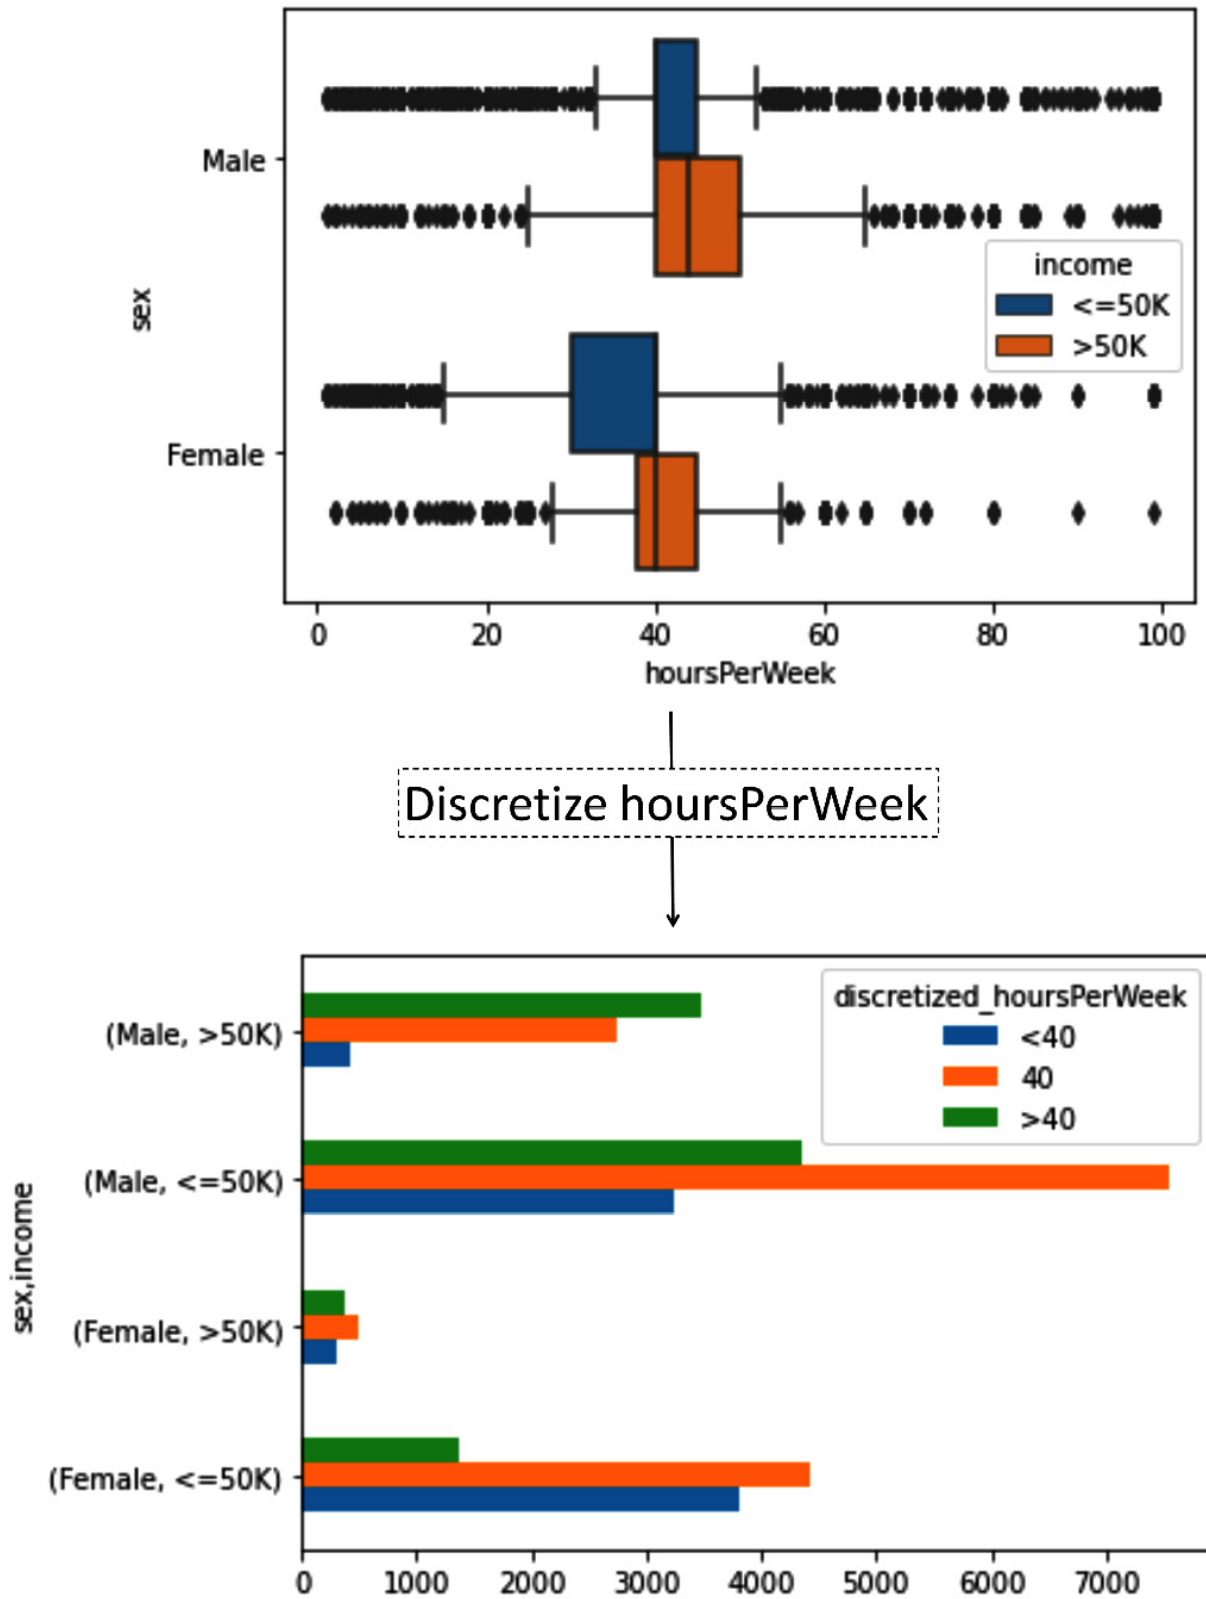 Male
sex
Female
income
<=50K
>50K
0 20 40 60 80 100
hoursPerWeek
Discretize hoursPerWeek
discretized_hoursPerWeek
<40
40
>40
(Male, >50K)
(Male, <=50K)
sex,income
(Female, >50K)
(Female, <=50K)
0 1000 2000 3000 4000 5000 6000 7000